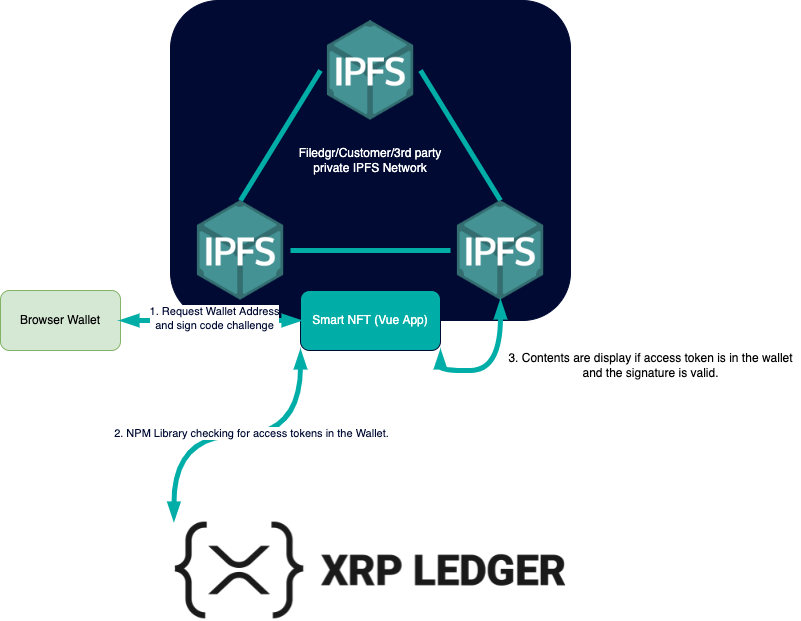 IPFS
Filedgr/Customer/3rd party
private IPFS Network
IPFS
IPFS
Browser Wallet
1. Request Wallet Address
and sign code challenge
Smart NFT (Vue App)
3. Contents are display if access token is in the wallet
and the signature is valid.
2. NPM Library checking for access tokens in the Wallet.
XRP LEDGER